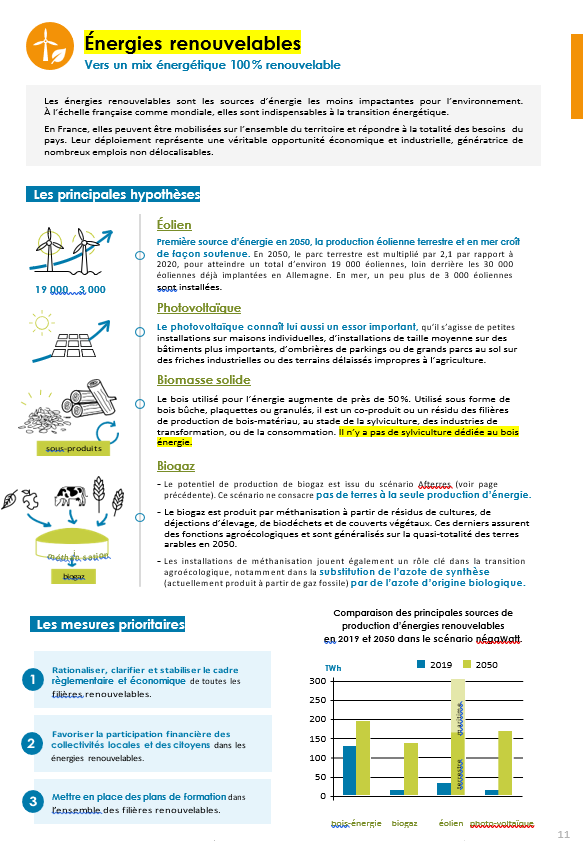 Énergies renouvelables
Vers un mix énergétique 100 % renouvelable
Les énergies renouvelables sont les sources d'énergie les moins impactantes pour l'environnement.
À l'échelle française comme mondiale, elles sont indispensables à la transition énergétique.
En France, elles peuvent être mobilisées sur l'ensemble du territoire et répondre à la totalité des besoins du
pays. Leur déploiement représente une véritable opportunité économique et industrielle, génératrice de
nombreux emplois non délocalisables.
Les principales hypothèses
Éolien
Première source d'énergie en 2050, la production éolienne terrestre et en mer croît
de façon soutenue. En 2050, le parc terrestre est multiplié par 2,1 par rapport à
2020, pour atteindre un total d'environ 19 000 éoliennes, loin derrière les 30 000
éoliennes déjà implantées en Allemagne. En mer, un peu plus de 3 000 éoliennes
sont installées.
19 000 3 000
Photovoltaïque
Le photovoltaïque connaît lui aussi un essor important, qu'il s'agisse de petites
installations sur maisons individuelles, d'installations de taille moyenne sur des
bâtiments plus importants, d'ombrières de parkings ou de grands parcs au sol sur
des friches industrielles ou des terrains délaissés impropres à l'agriculture.
Biomasse solide
Le bois utilisé pour l'énergie augmente de près de 50 %. Utilisé sous forme de
bois bûche, plaquettes ou granulés, il est un co-produit ou un résidu des filières
de production de bois-matériau, au stade de la sylviculture, des industries de
transformation, ou de la consommation. Il n'y a pas de sylviculture dédiée au bois
énergie.
sous-produits
Biogaz
– Le potentiel de production de biogaz est issu du scénario Afterres (voir page
précédente). Ce scénario ne consacre pas de terres à la seule production d'énergie.
– Le biogaz est produit par méthanisation à partir de résidus de cultures, de
déjections d'élevage, de biodéchets et de couverts végétaux. Ces derniers assurent
des fonctions agroécologiques et sont généralisés sur la quasi-totalité des terres
arables en 2050.
– Les installations de méthanisation jouent également un rôle clé dans la transition
agroécologique, notamment dans la substitution de l'azote de synthèse
(actuellement produit à partir de gaz fossile) par de l'azote d'origine biologique.
méthanisation
biogaz
Les mesures prioritaires
1
Rationaliser, clarifier et stabiliser le cadre
règlementaire et économique de toutes les
filières renouvelables.
2
Favoriser la participation financière des
collectivités locales et des citoyens dans les
énergies renouvelables.
3
Mettre en place des plans de formation dans
l'ensemble des filières renouvelables.
Comparaison des principales sources de
production d'énergies renouvelables
en 2019 et 2050 dans le scénario négaWatt
TWh
2019 2050
300
250
200
150
100
50
0
maritime
terrestre
bois-énergie biogaz éolien photo-voltaïque
11